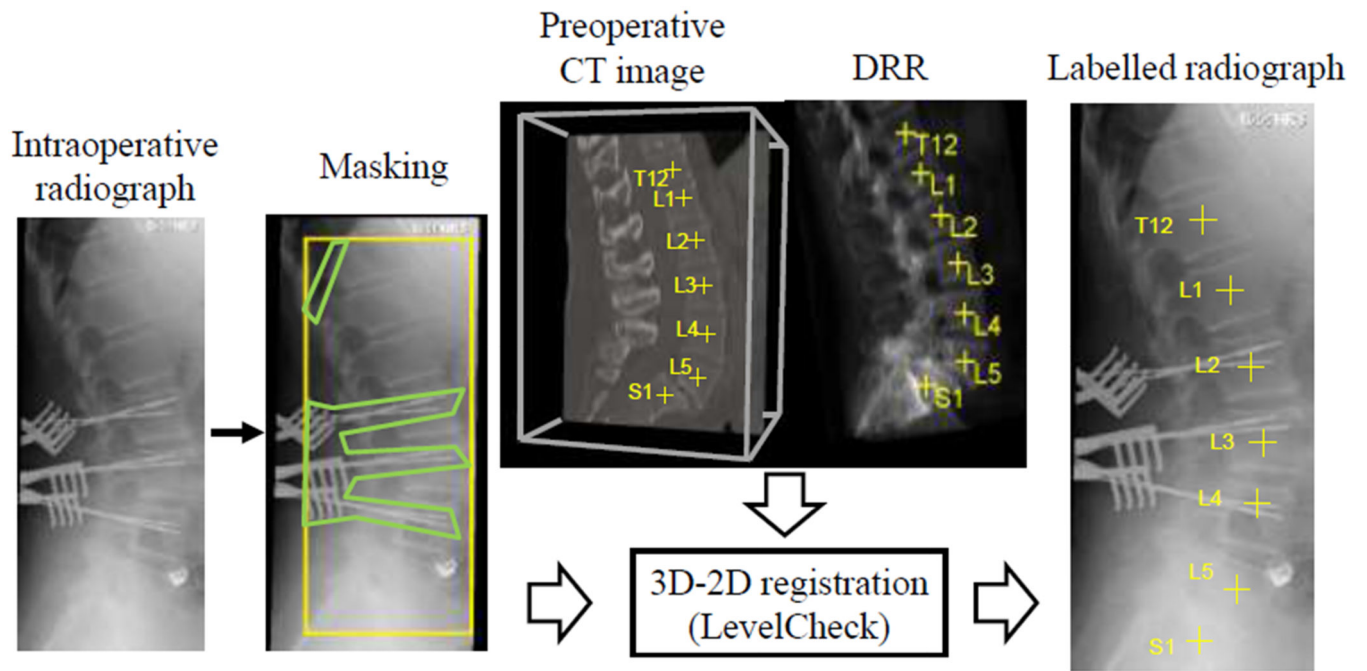 Preoperative
CT image
DRR
Labelled radiograph
Intraoperative
radiograph
Masking
T12
L1
L2
L3
L4
L5
S1
T12
L1
L2
L3
L4
L5
S1
T12
L1
L2
L3
L4
L5
S1
3D-2D registration
(LevelCheck)